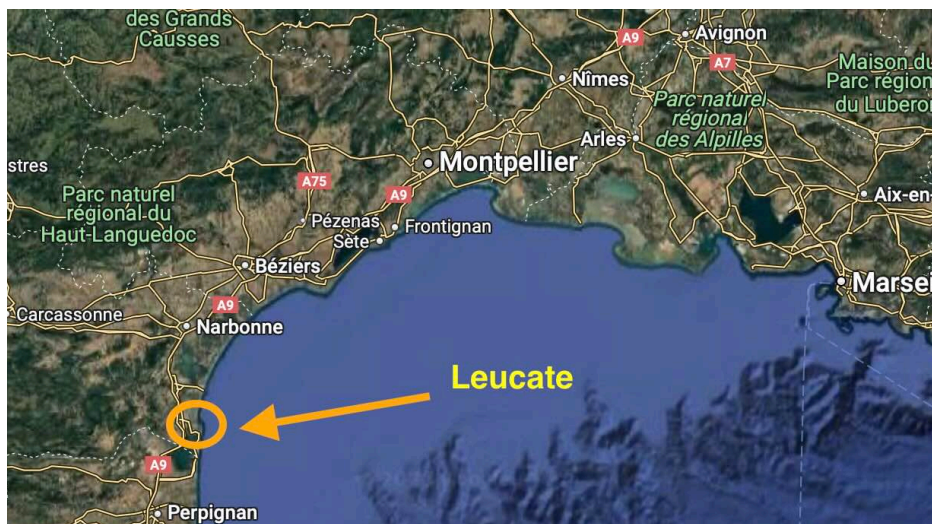 des Grands
Causses
A9
Avignon
A7
Maison du
Parc région
du Lubero
Nîmes
Parc naturel
régional
des Alpilles
Arles
stres
Montpellier
A75
A9
Aix-en-
Parc naturel
régional du
Haut-Languedoc
Pézenas
Frontignan
Sète
Béziers
Marsei
A9
Carcassonne
Narbonne
Leucate
A9
Perpignan